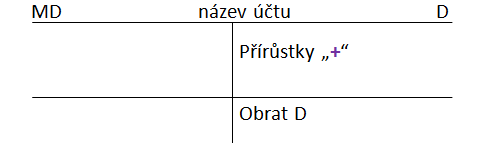 MD název účtu D
Přírůstky „+“
Obrat D